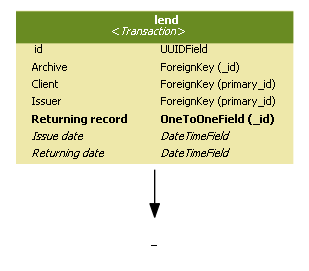 lend
<Transaction>
id UUIDField
Archive ForeignKey (_id)
Client ForeignKey (primary_id)
Issuer ForeignKey (primary_id)
Returning record OneToOneField (_id)
Issue date DateTimeField
Returning date DateTimeField
_